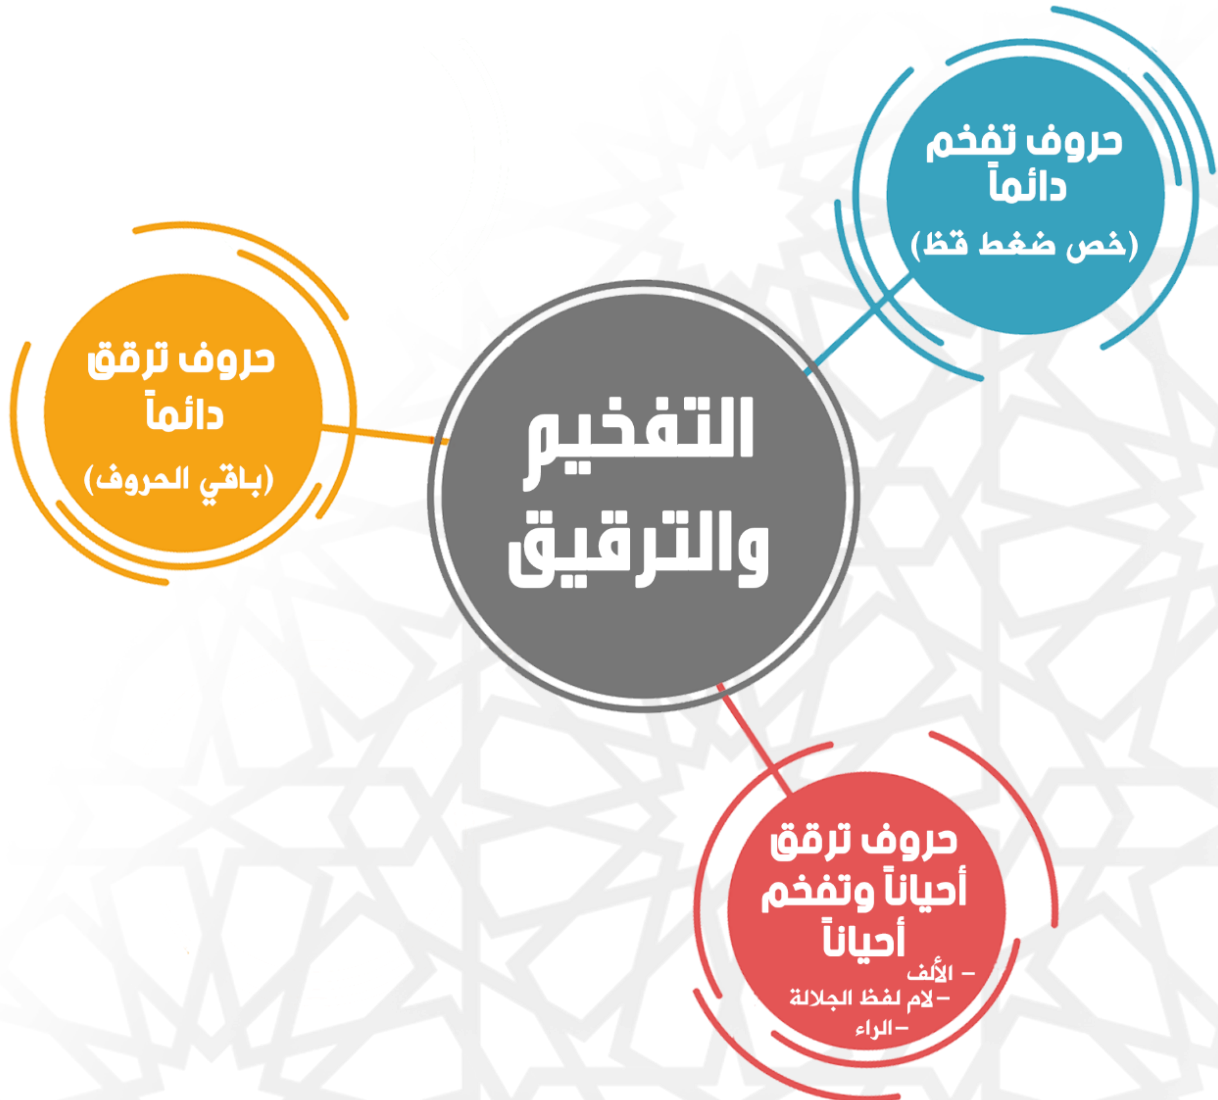 التفخيم
والترقيق
حروف تفخم
دائماً
(خص ضغط قظ)
حروف ترقق
دائماً
(باقي الحروف)
حروف ترقق
أحياناً وتفخم
أحياناً
- الألف
-لام لفظ الجلالة
-الراء